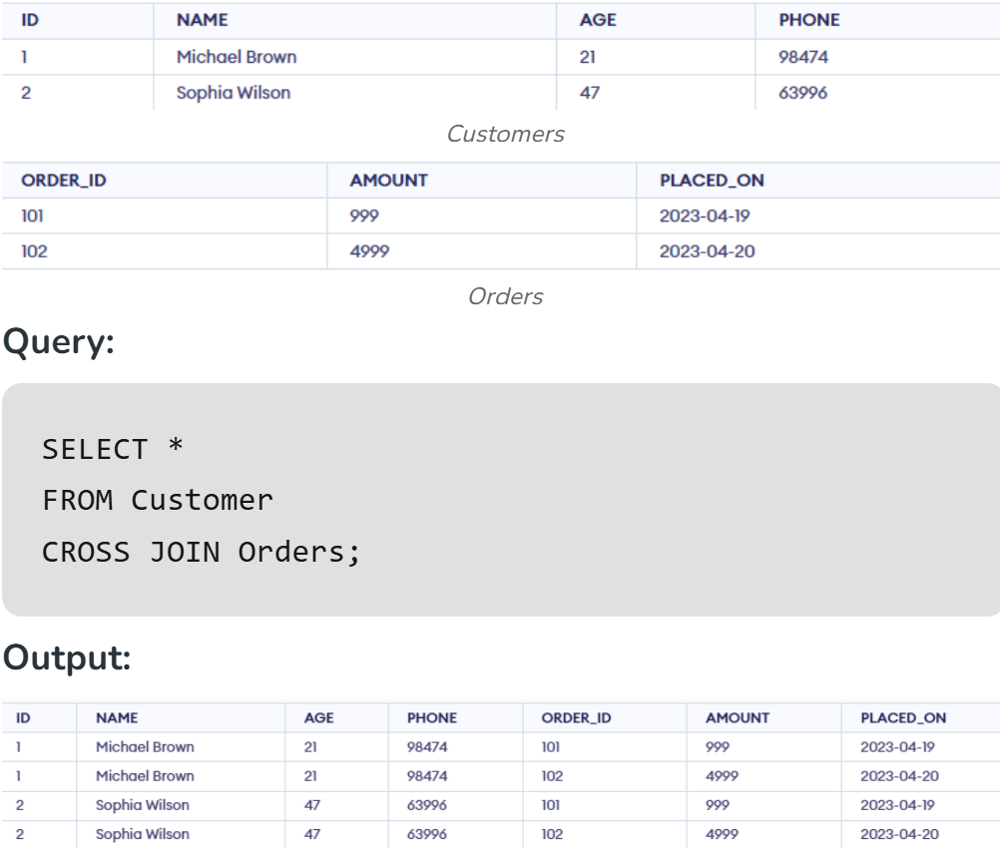 ID NAME AGE PHONE
1 Michael Brown 21 98474
2 Sophia Wilson 47 63996
Customers
ORDER_ID AMOUNT PLACED_ON
101 999 2023-04-19
102 4999 2023-04-20
Orders
Query:
SELECT *
FROM Customer
CROSS JOIN Orders;
Output:
ID NAME AGE PHONE ORDER_ID AMOUNT PLACED_ON
1 Michael Brown 21 98474 101 999 2023-04-19
1 Michael Brown 21 98474 102 4999 2023-04-20
2 Sophia Wilson 47 63996 101 999 2023-04-19
2 Sophia Wilson 47 63996 102 4999 2023-04-20